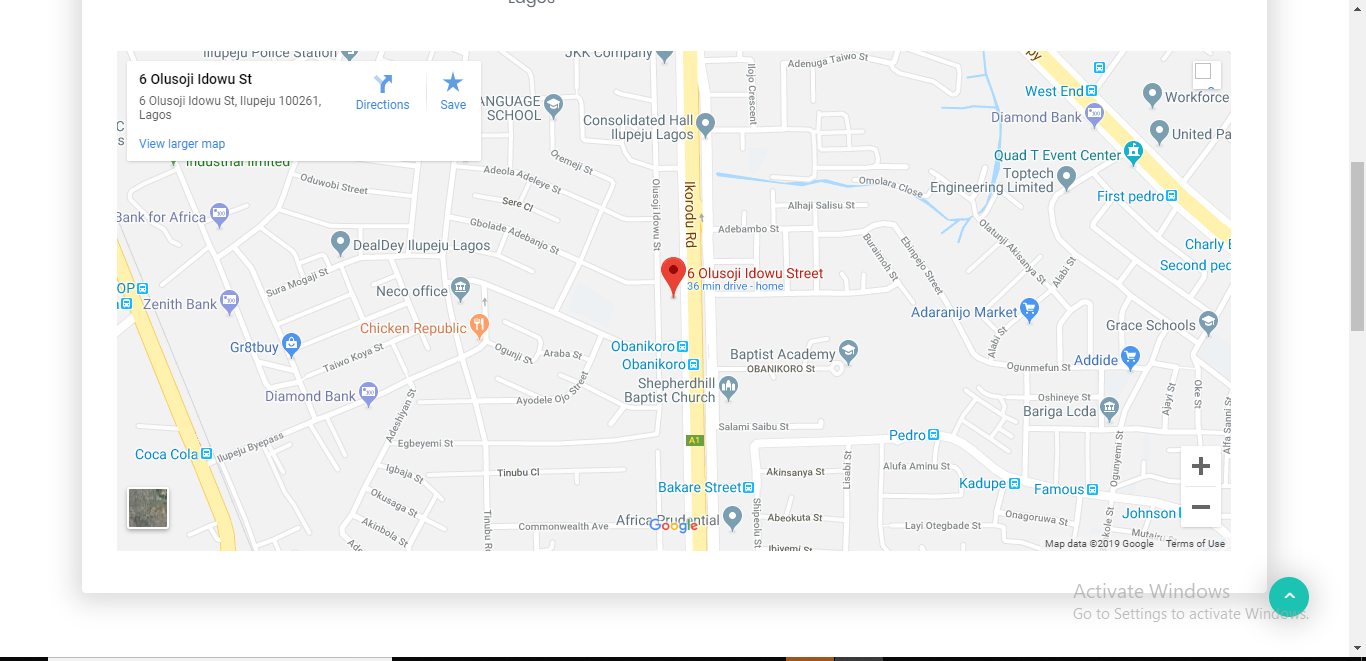 Lagos
Ilupeju Police Station
JKK Company
Adenuga Taiwo St
6 Olusoji Idowu St
6 Olusoji Idowu St, Ilupeju 100261,
Lagos
Directions
Save
View larger map
ANGUAGE
SCHOOL
Consolidated Hall
Ilupeju Lagos
Ilojo Crescent
West End
Diamond Bank
Workforce
United Pa
Industrial limited
Oremeji St
Quad T Event Center
Toptech
Engineering Limited
First pedro
Oduwobi Street
Adeola Adeleye St
Sere Cl
Olusoji Idowu St
Ikorodu Rd
Omolara Close
Alhaji Salisu St
Bank for Africa
Gbolade Adebanjo St
Adebambo St
Olatunji Akisanya St
Buraimoh St
Ebinpejo Street
Alabi St
Charly B
Second ped
DealDey Ilupeju Lagos
Sura Mogaji St
Neco office
6 Olusoji Idowu Street
36 min drive - home
OP
Zenith Bank
Chicken Republic
Adaranijo Market
Grace Schools
Gr8tbuy
Taiwo Koya St
Ogunji St
Araba St
Obanikoro
Obanikoro
Baptist Academy
OBANIKORO St
Alabi St
Addide
Ogunmefun St
Diamond Bank
Ayodele Ojo Street
Shepherdhill
Baptist Church
Oshineye St
Bariga Lcda
Ajayi St
Oke St
Alfa Sanni St
Adeshiyan St
Ilupeju Byepass
Egbeyemi St
A1
Salami Saibu St
Pedro
Coca Cola
Igbaja St
Tinubu Cl
Akinsanya St
Lisabi St
Alufa Aminu St
Ogunyemi St
Bakare Street
Kadupe
Famous
Okusaga St
Akinbola St
Tinubu R
Commonwealth Ave
Africa Prudential
Google
Shipeolu St
Abeokuta St
Ibiyemi St
Layi Otegbade St
Onagoruwa St
Johnson
Mutairu
kole St
Map data ©2019 Google
Terms of Use
Activate Windows
Go to Settings to activate Windows.